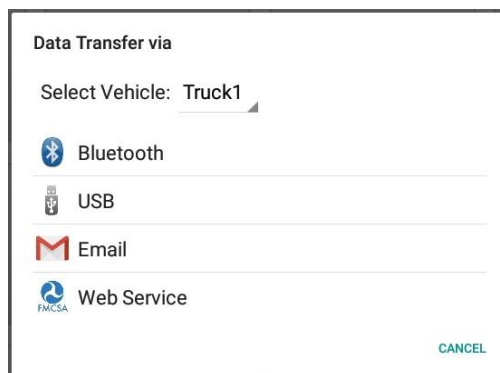 Data Transfer via
Select Vehicle: Truck1
Bluetooth
USB
Email
Web Service
FMCSA
CANCEL